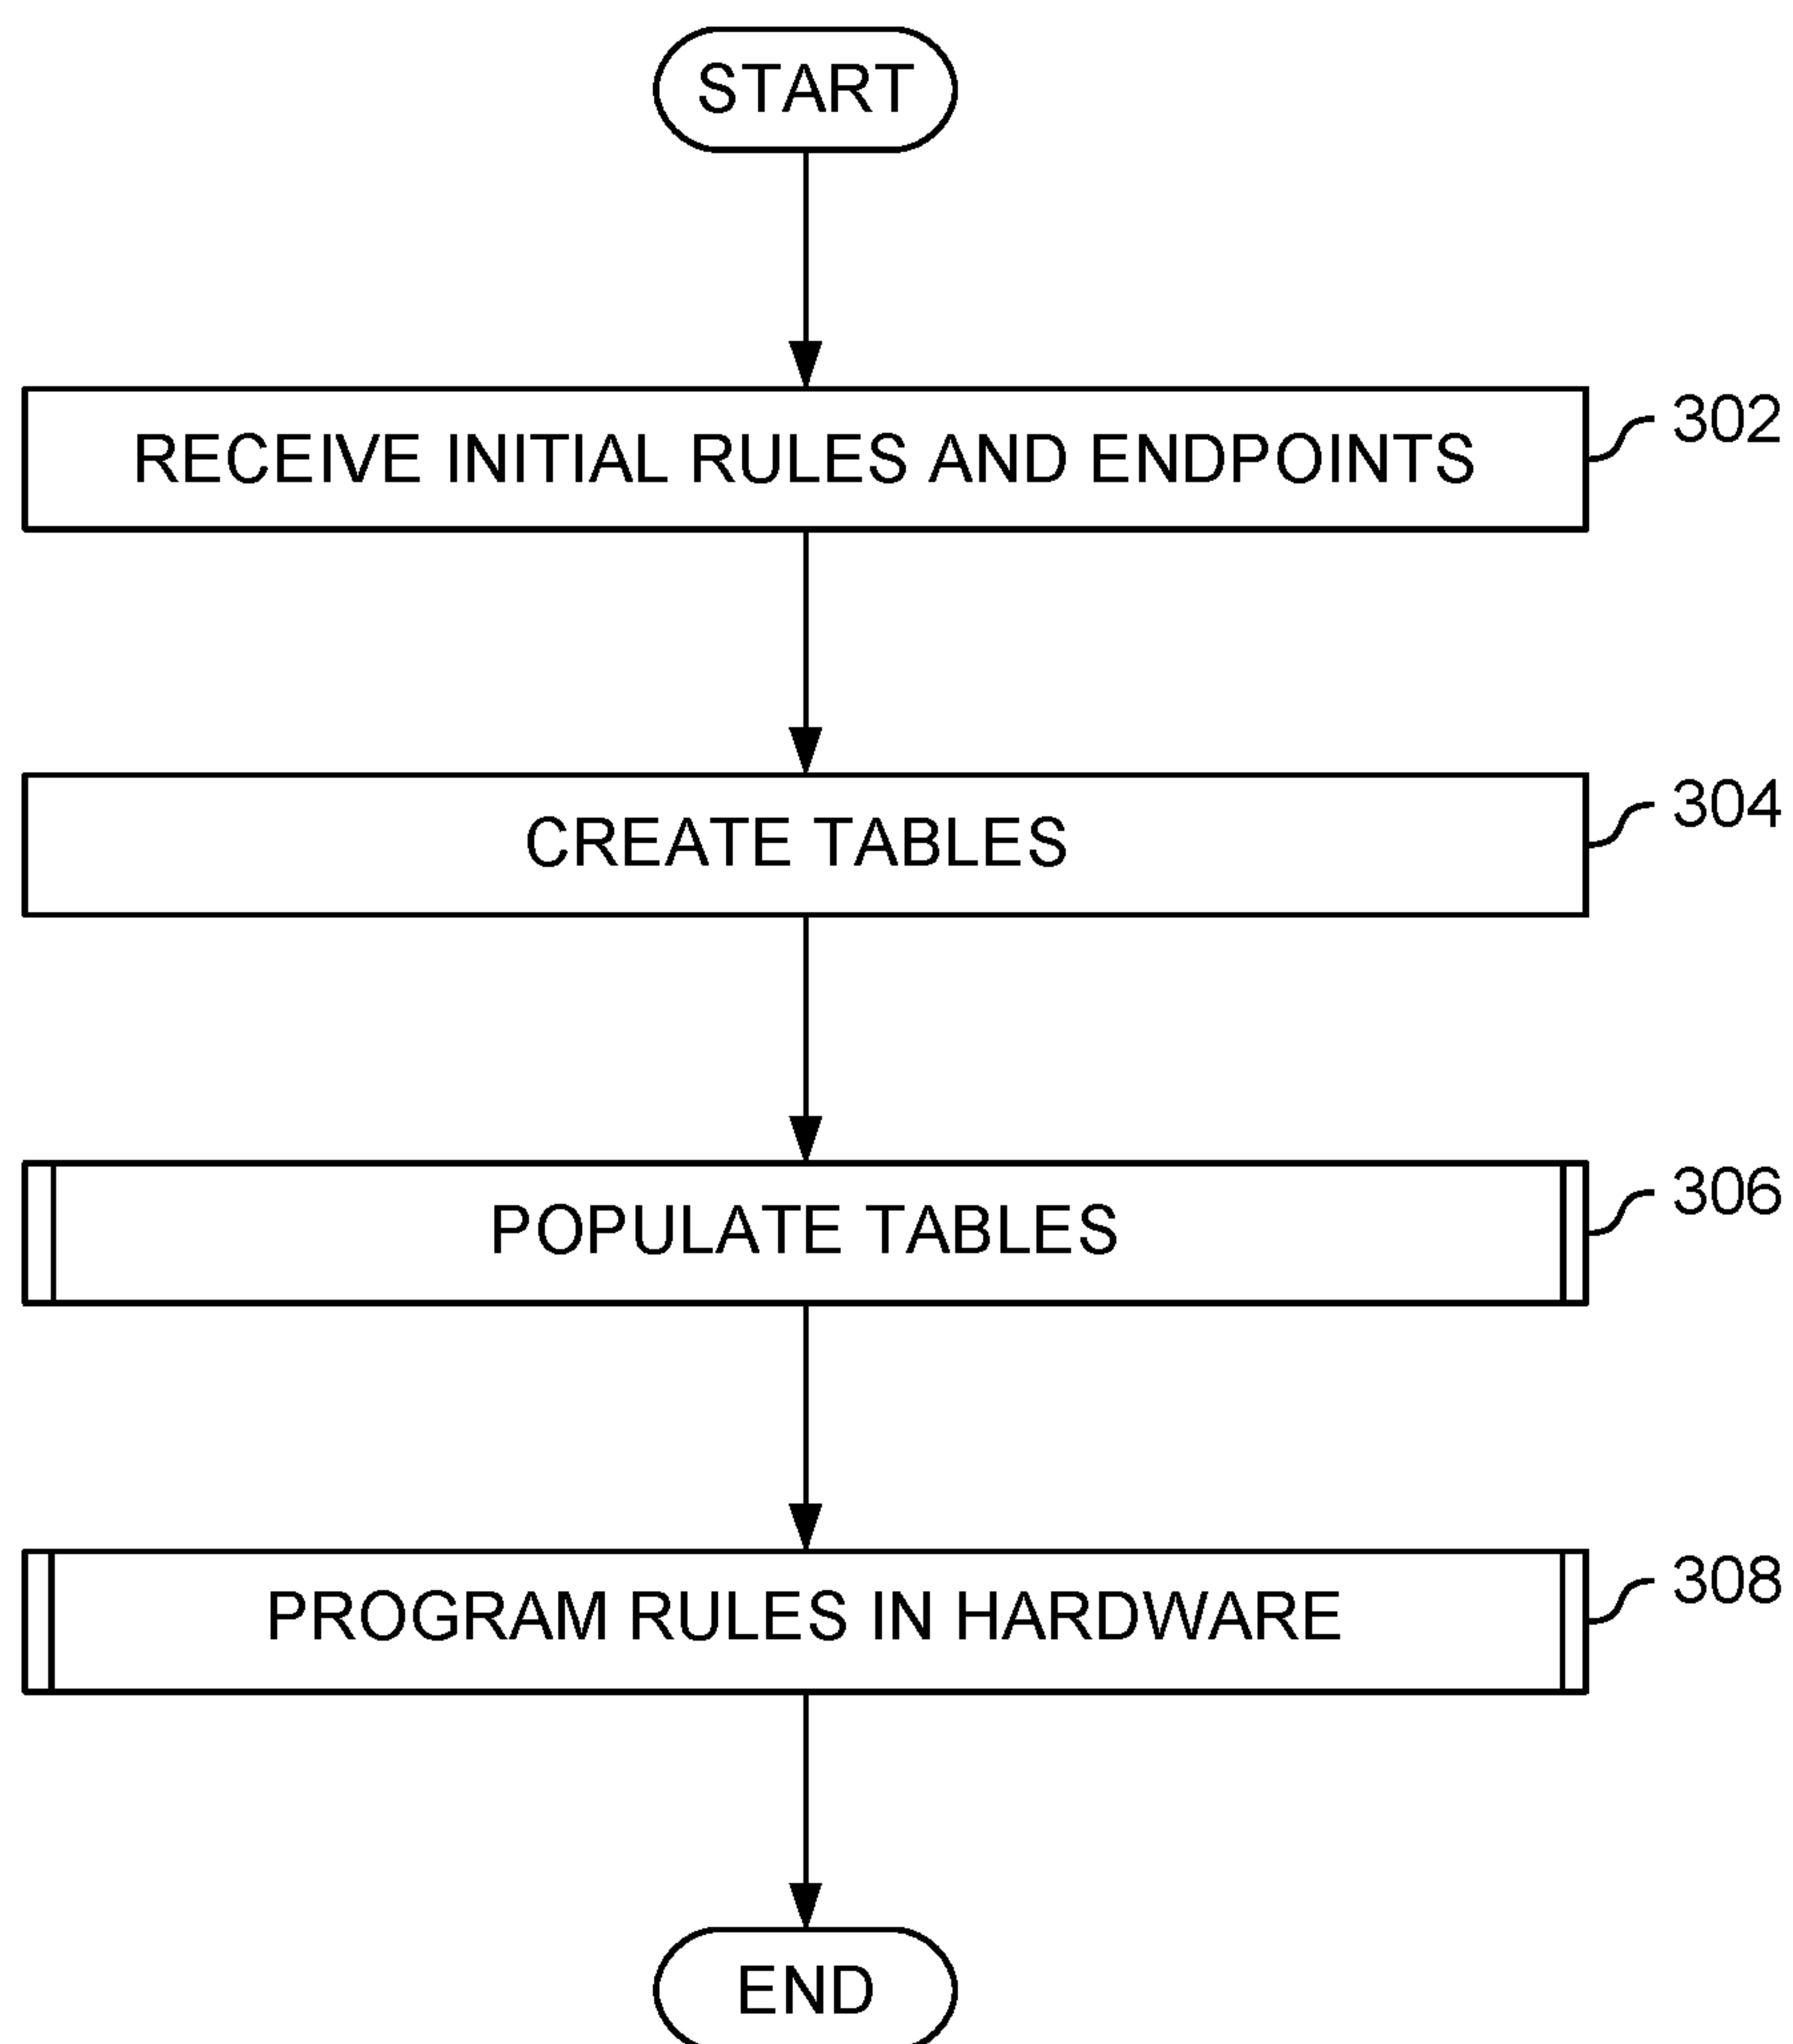 START
RECEIVE INITIAL RULES AND ENDPOINTS
302
CREATE TABLES
304
POPULATE TABLES
306
PROGRAM RULES IN HARDWARE
308
END